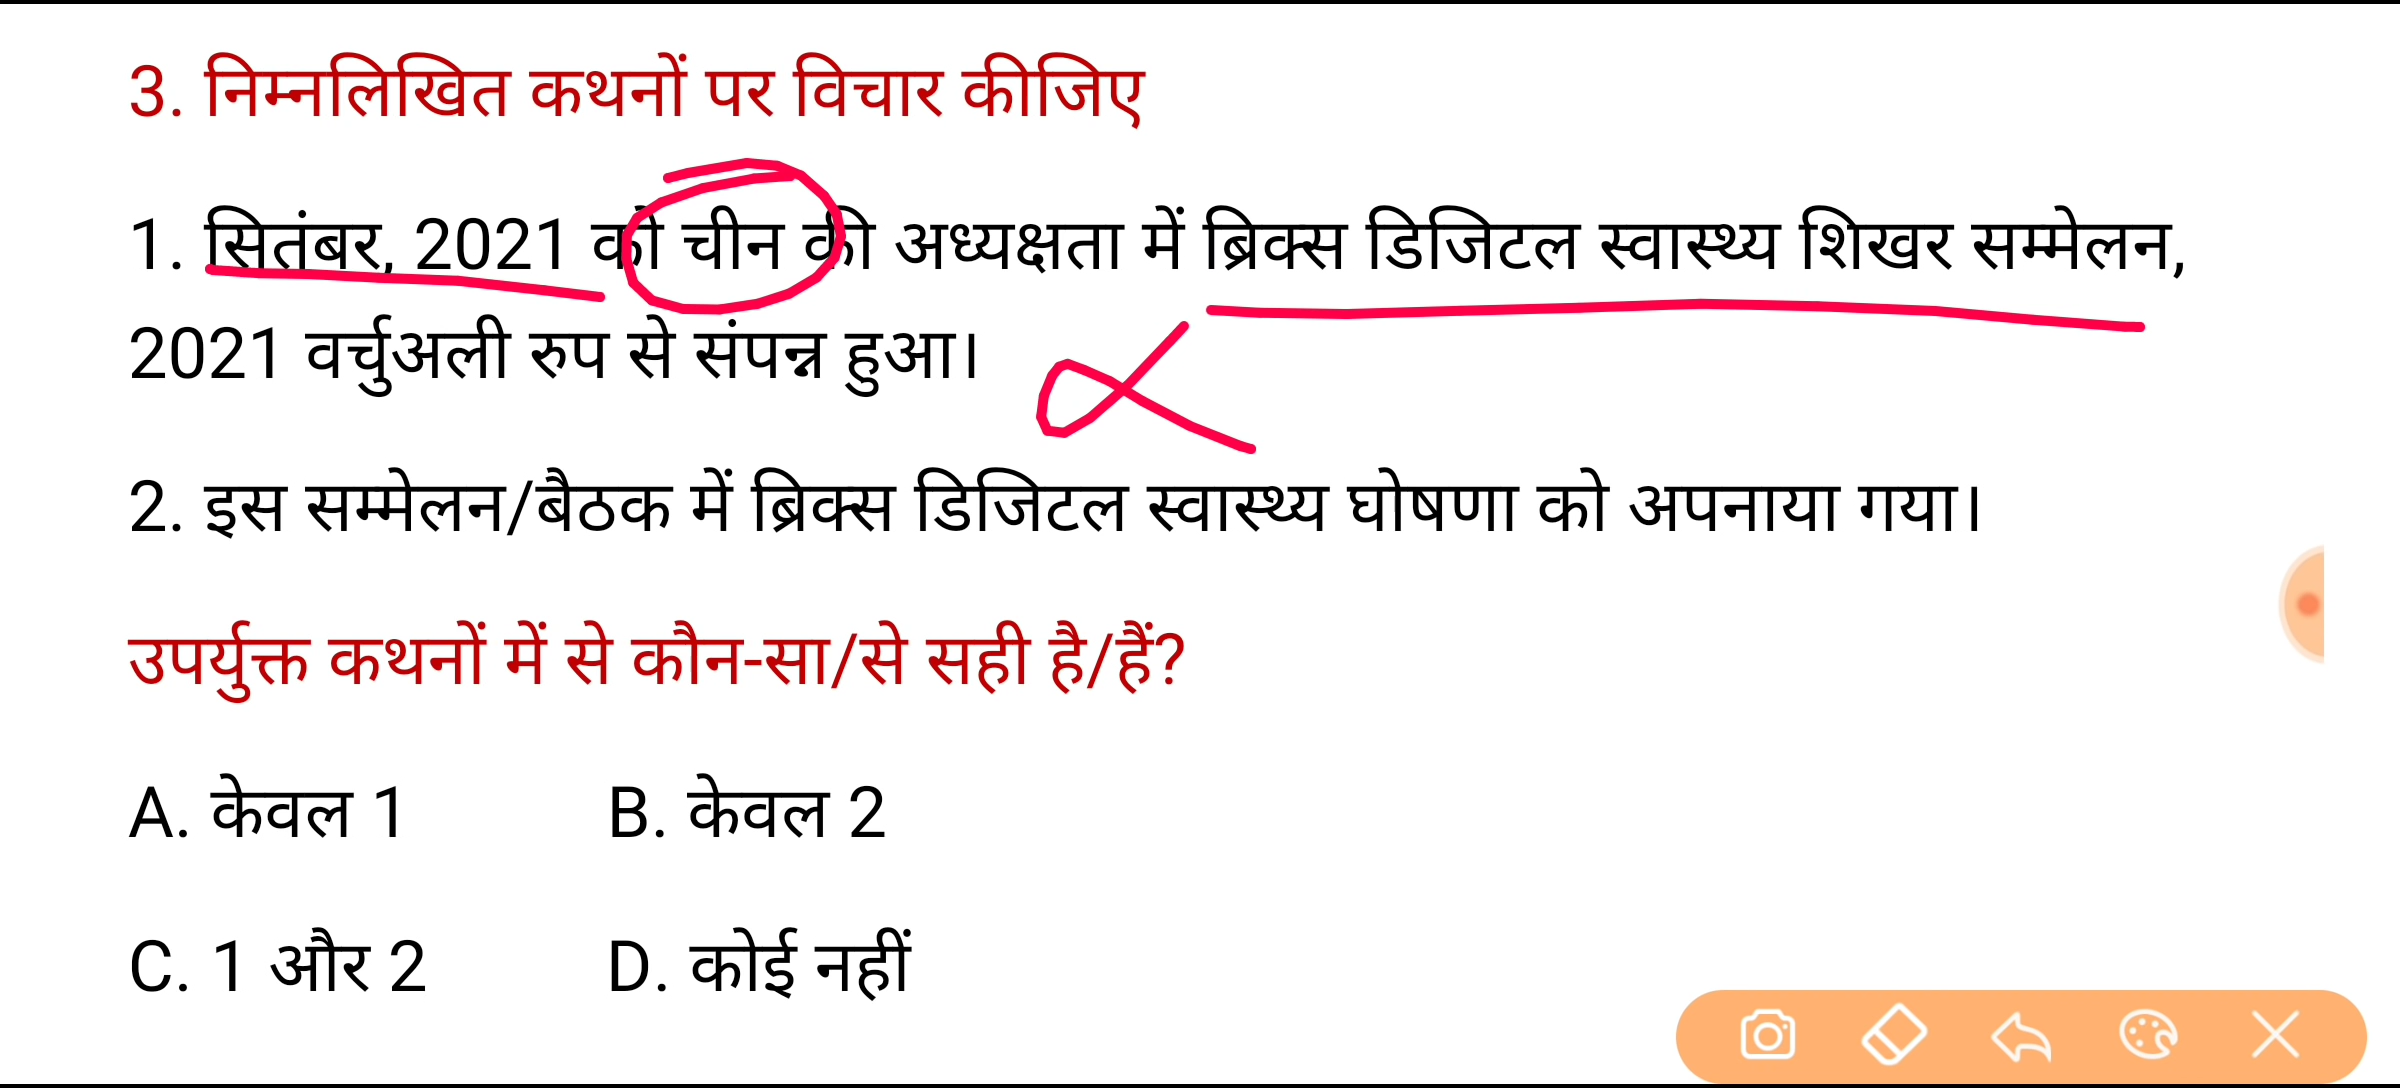 3. निम्नलिखित कथनों पर विचार कीजिए
1. सितंबर, 2021 को चीन की अध्यक्षता में ब्रिक्स डिजिटल स्वास्थ्य शिखर सम्मेलन,
2021 वर्चुअली रुप से संपन्न हुआ।
2. इस सम्मेलन/बैठक में ब्रिक्स डिजिटल स्वास्थ्य घोषणा को अपनाया गया।
उपर्युक्त कथनों में से कौन-सा/से सही है/हैं?
A. केवल 1 B. केवल 2
C. 1 और 2 D. कोई नहीं